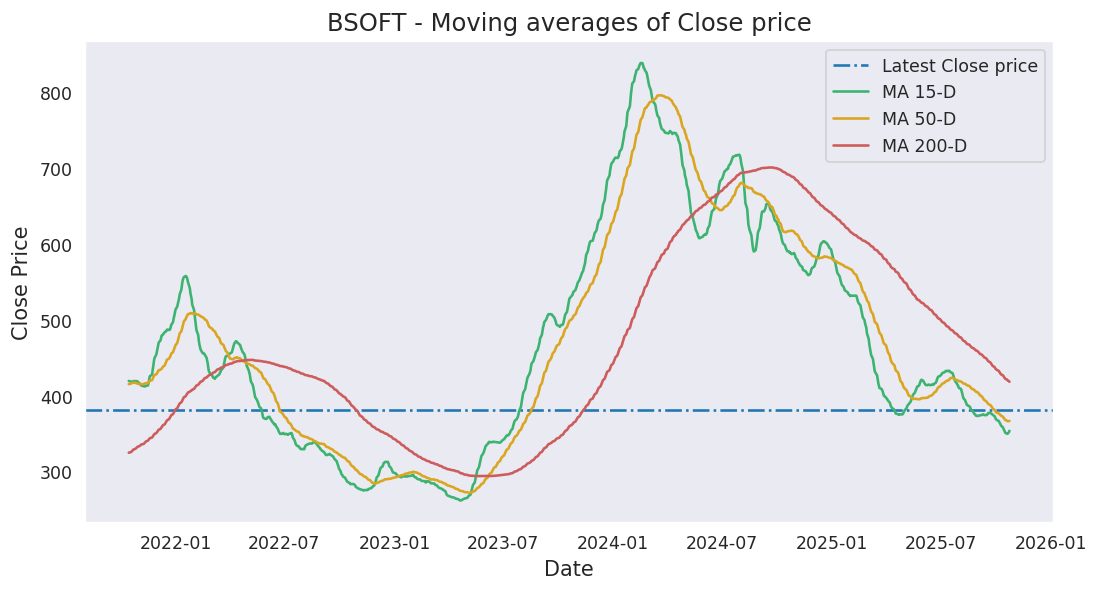 BSOFT - Moving averages of Close price
Latest Close price
MA 15-D
MA 50-D
MA 200-D
Close Price
800
700
600
500
400
300
2022-01 2022-07 2023-01 2023-07 2024-01 2024-07 2025-01 2025-07 2026-01
Date